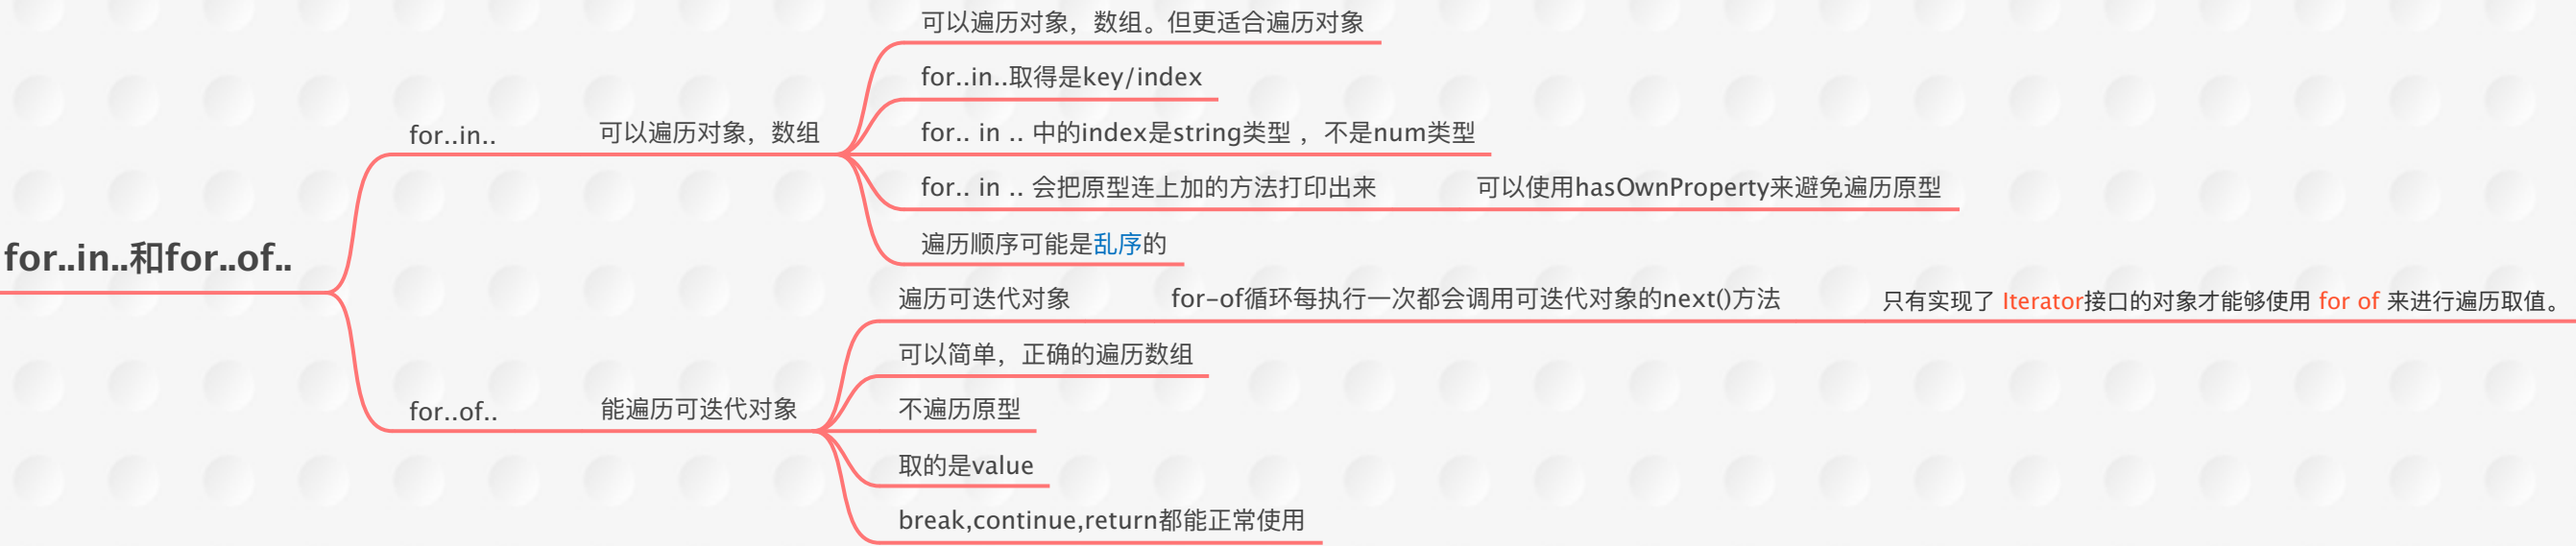 for..in..和for..of..
for..in..
可以遍历对象，数组
可以遍历对象，数组。但更适合遍历对象
for..in..取得是key/index
for.. in .. 中的index是string类型 ，不是num类型
for.. in .. 会把原型连上加的方法打印出来
可以使用hasOwnProperty来避免遍历原型
遍历顺序可能是乱序的
for..of..
能遍历可迭代对象
遍历可迭代对象
for-of循环每执行一次都会调用可迭代对象的next()方法
只有实现了 Iterator接口的对象才能够使用 for of 来进行遍历取值。
可以简单，正确的遍历数组
不遍历原型
取的是value
break,continue,return都能正常使用